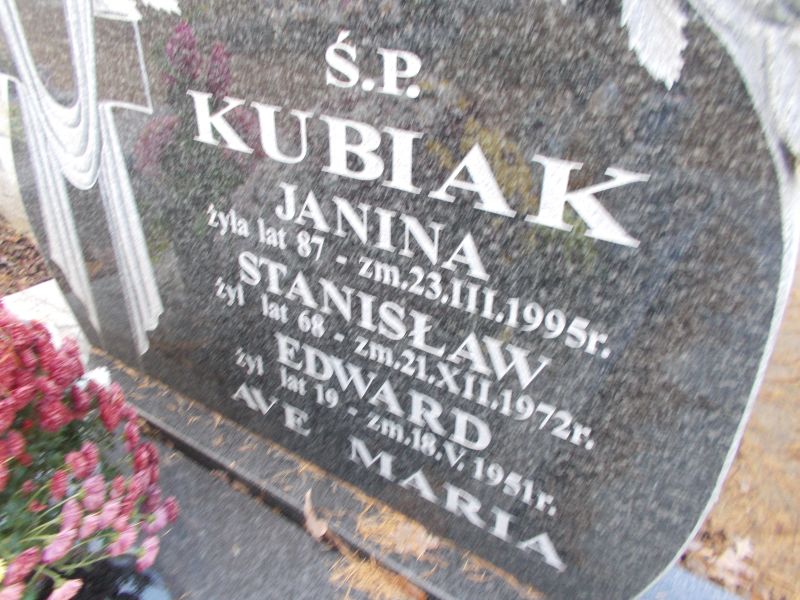 Ś.P.
KUBIAK
JANINA
żyła lat 87 - zm.23.III.1995r.
STANISŁAW
żył lat 68 - zm.21.XII.1972r.
EDWARD
żył lat 19 - zm.18.V.1951r.
AVE MARIA